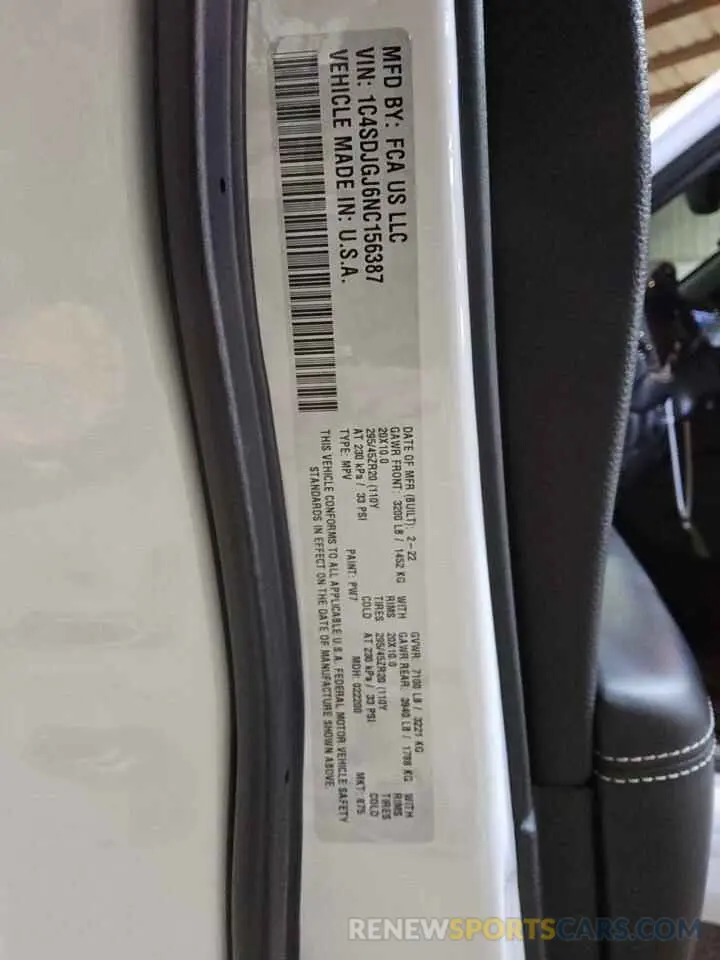 MFD BY: FCA US LLC
VIN: 1C4SDJGJ6NC156387
VEHICLE MADE IN: U.S.A.
DATE OF MFR (BUILT): 2-22 GVWR 7100 LB / 3221 KG
GAWR FRONT: 3200 LB / 1452 KG WITH GAWR REAR: 3940 LB / 1788 KG WITH
20X10.0 RIMS 20X10.0 RIMS
295/45ZR20 (110Y TIRES 295/45ZR20 (110Y TIRES
AT 230 kPa / 33 PSI COLD AT 230 kPa / 33 PSI COLD
TYPE: MPV PAINT: PW7 MDH: 022200 MKT: 875
THIS VEHICLE CONFORMS TO ALL APPLICABLE U.S.A. FEDERAL MOTOR VEHICLE SAFETY
STANDARDS IN EFFECT ON THE DATE OF MANUFACTURE SHOWN ABOVE.
RENEWSPORTSCARS.COM